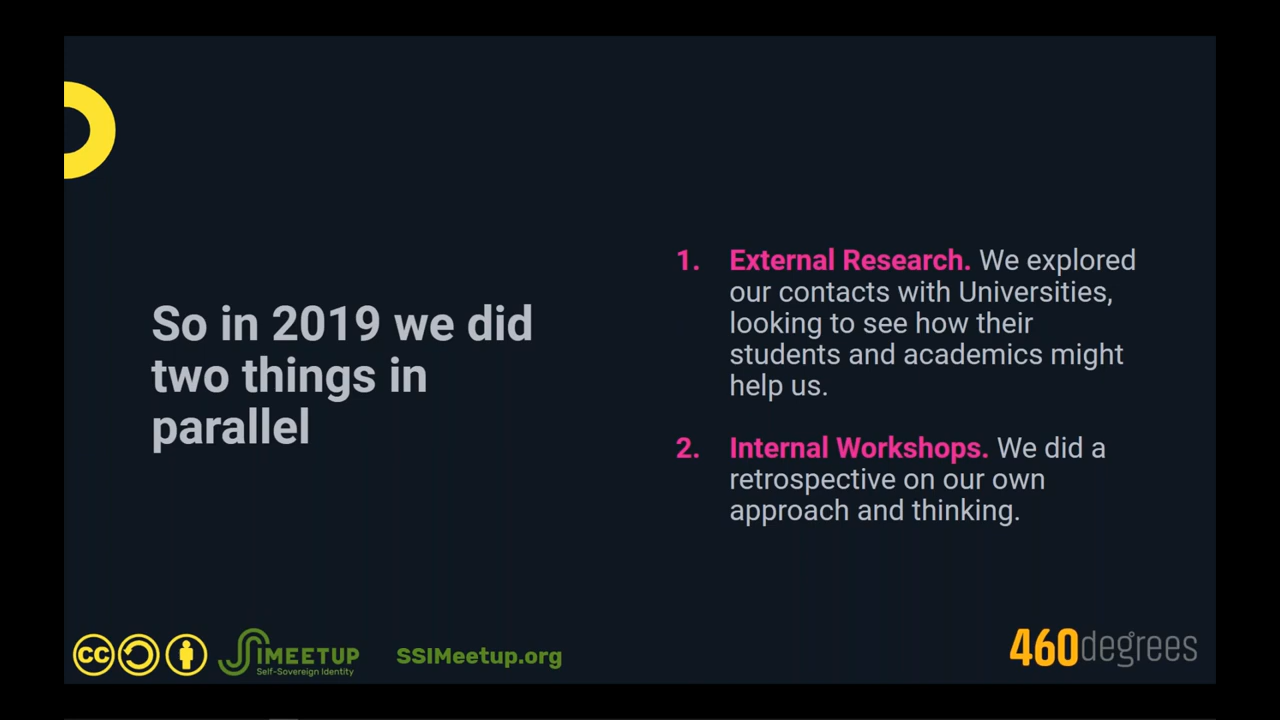 So in 2019 we did
two things in
parallel
1. External Research. We explored
our contacts with Universities,
looking to see how their
students and academics might
help us.
2. Internal Workshops. We did a
retrospective on our own
approach and thinking.
CC
SSIMEETUP
Self-Sovereign Identity
SSIMeetup.org
460degrees